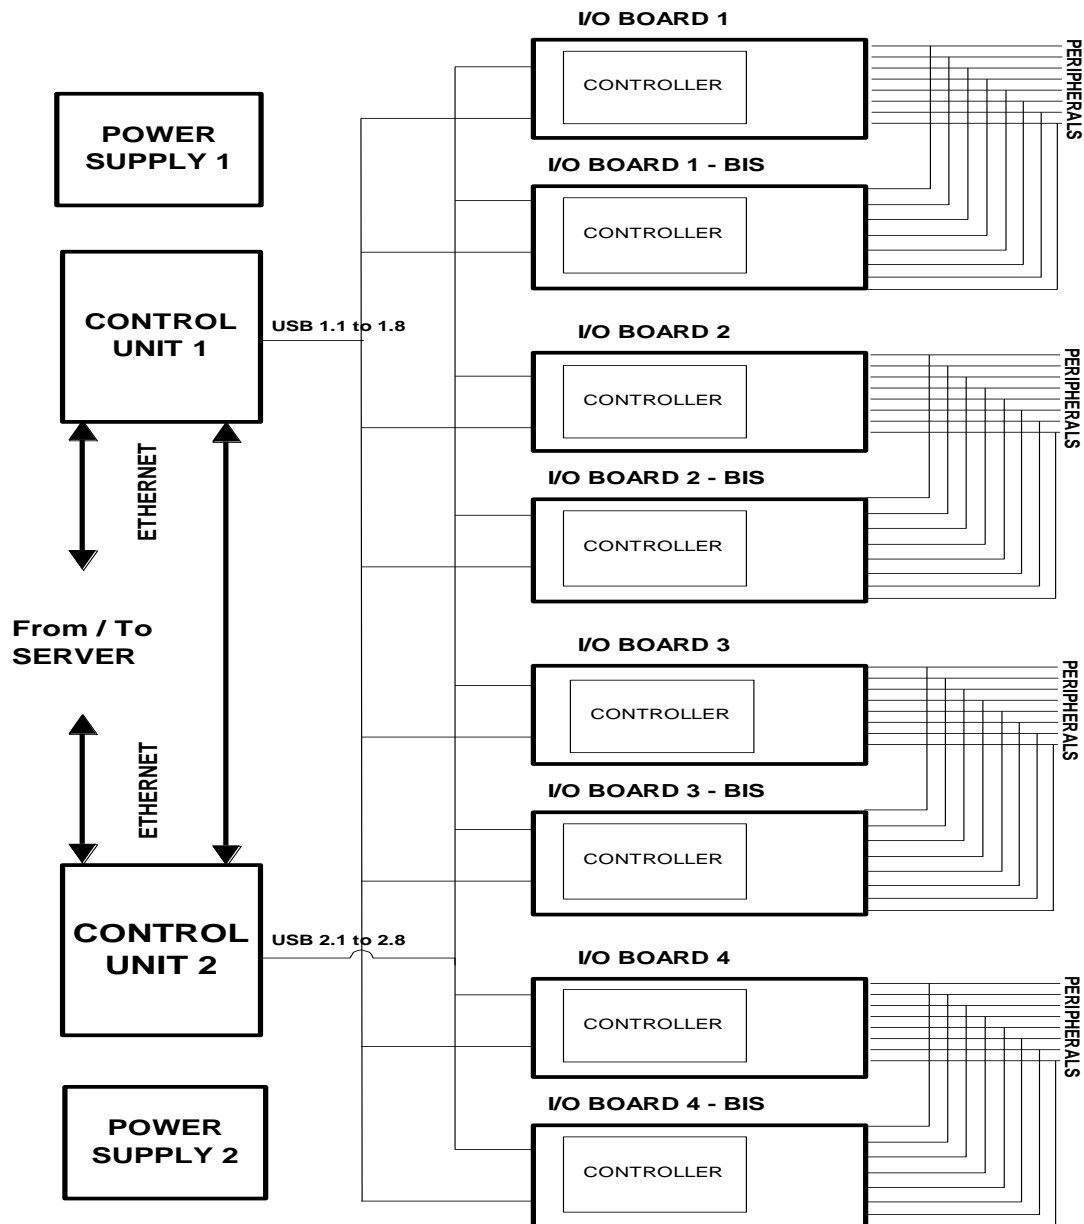 I/O BOARD 1
CONTROLLER
PERIPHERALS
POWER
SUPPLY 1
I/O BOARD 1 - BIS
CONTROLLER
CONTROL
UNIT 1
USB 1.1 to 1.8
I/O BOARD 2
CONTROLLER
PERIPHERALS
ETHERNET
I/O BOARD 2 - BIS
CONTROLLER
From / To
SERVER
I/O BOARD 3
CONTROLLER
PERIPHERALS
ETHERNET
I/O BOARD 3 - BIS
CONTROLLER
CONTROL
UNIT 2
USB 2.1 to 2.8
I/O BOARD 4
CONTROLLER
PERIPHERALS
POWER
SUPPLY 2
I/O BOARD 4 - BIS
CONTROLLER